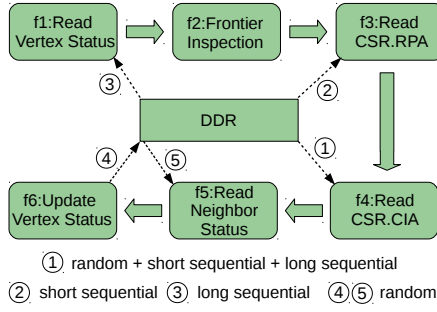 f1:Read
Vertex Status
f2:Frontier
Inspection
f3:Read
CSR.RPA
③
②
DDR
①
④
⑤
f6:Update
Vertex Status
f5:Read
Neighbor
Status
f4:Read
CSR.CIA
① random + short sequential + long sequential
② short sequential ③ long sequential ④⑤ random